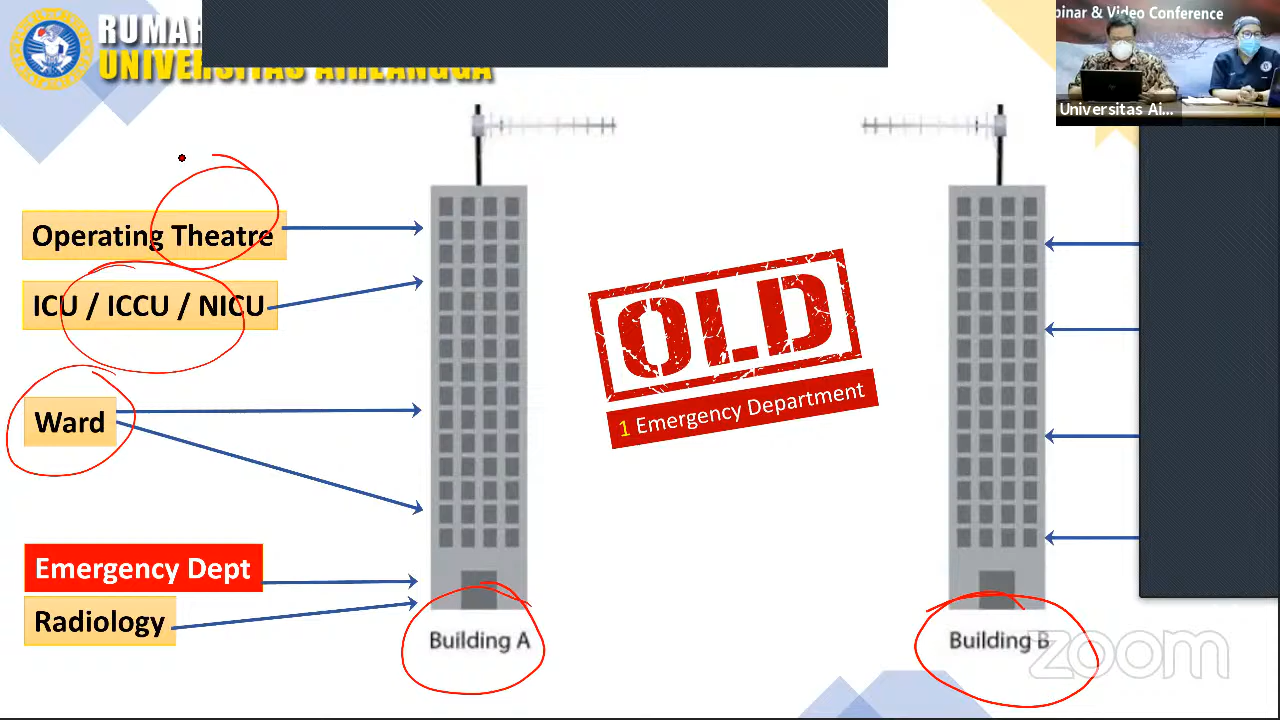 RUMAH
UNIVERSITAS AIRLANGGA
binar & Video Conference
Universitas Ai...
Operating Theatre
ICU / ICCU / NICU
Ward
Emergency Dept
Radiology
OLD
1 Emergency Department
Building A
Building B
zoom